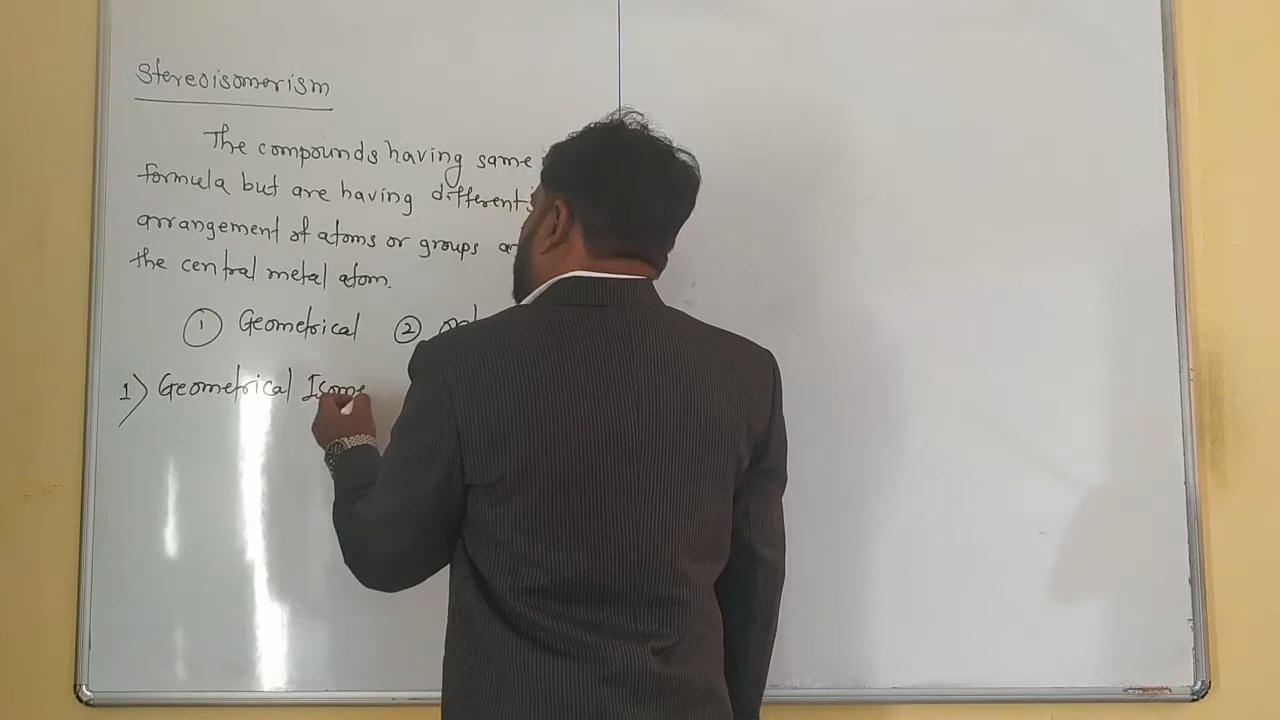 Stereoisomerism
The compounds having same
formula but are having different
arrangement of atoms or groups
the central metal atom.
① Geometrical ②
1) Geometrical Isome